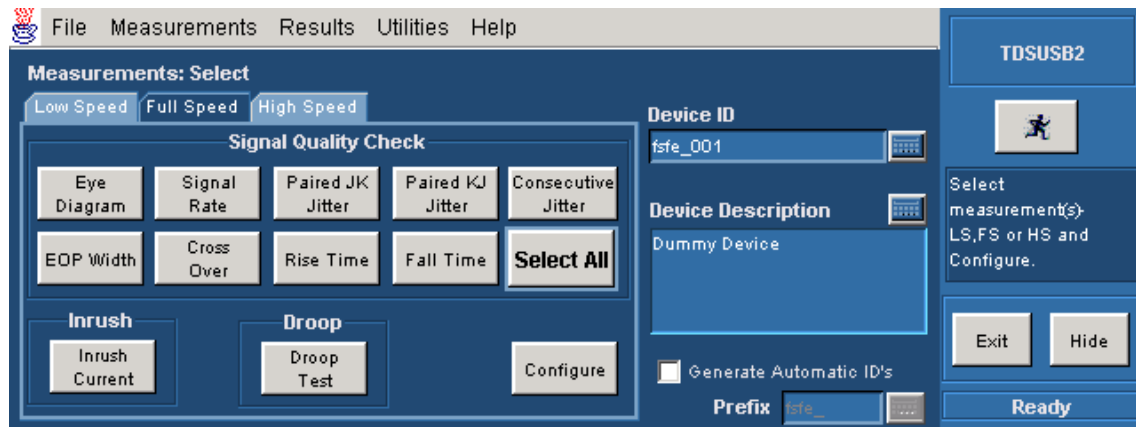 File Measurements Results Utilities Help
TDSUSB2
Measurements: Select
Low Speed Full Speed High Speed
Signal Quality Check
Eye Diagram
Signal Rate
Paired JK Jitter
Paired KJ Jitter
Consecutive Jitter
EOP Width
Cross Over
Rise Time
Fall Time
Select All
Inrush
Inrush Current
Droop
Droop Test
Configure
Device ID
fsfe_001
Device Description
Dummy Device
Generate Automatic ID's
Prefix fsfe_
Select
measurement(s)-
LS,FS or HS and
Configure.
Exit Hide
Ready